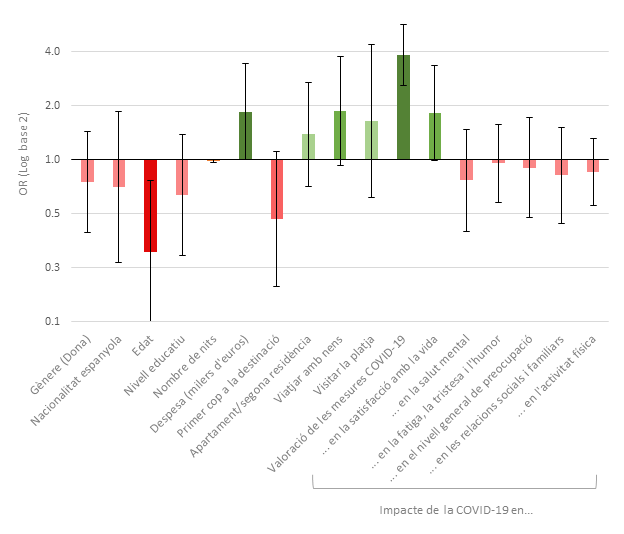 4.0
2.0
1.0
0.5
0.3
0.1
OR (Log base 2)
Gènere (Dona)
Nacionalitat espanyola
Edat
Nivell educatiu
Nombre de nits
Despesa (milers d'euros)
Primer cop a la destinació
Apartament/segona residència
Viatjar amb nens
Visitar la platja
Valoració de les mesures COVID-19
... en la satisfacció amb la vida
... en la salut mental
... en la fatiga, la tristesa i l'humor
... en el nivell general de preocupació
... en les relacions socials i familiars
... en l'activitat física
Impacte de la COVID-19 en...